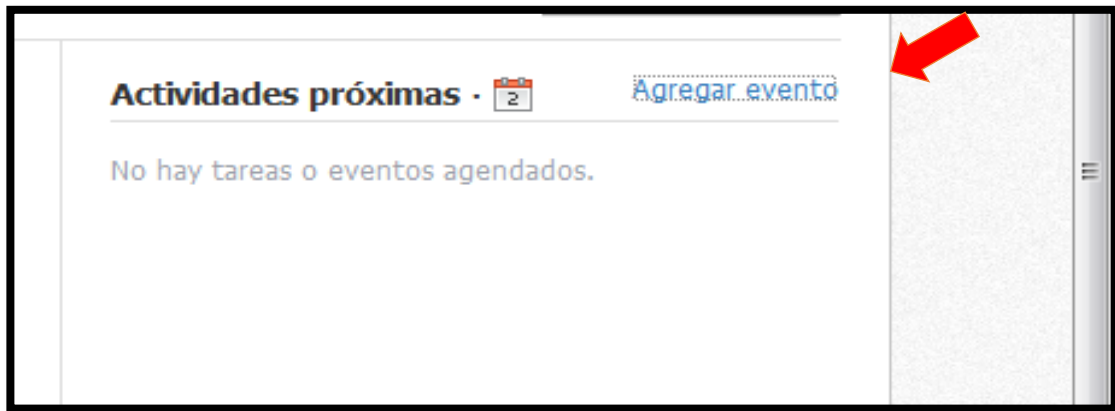 Actividades próximas · 2 Agregar evento
No hay tareas o eventos agendados.